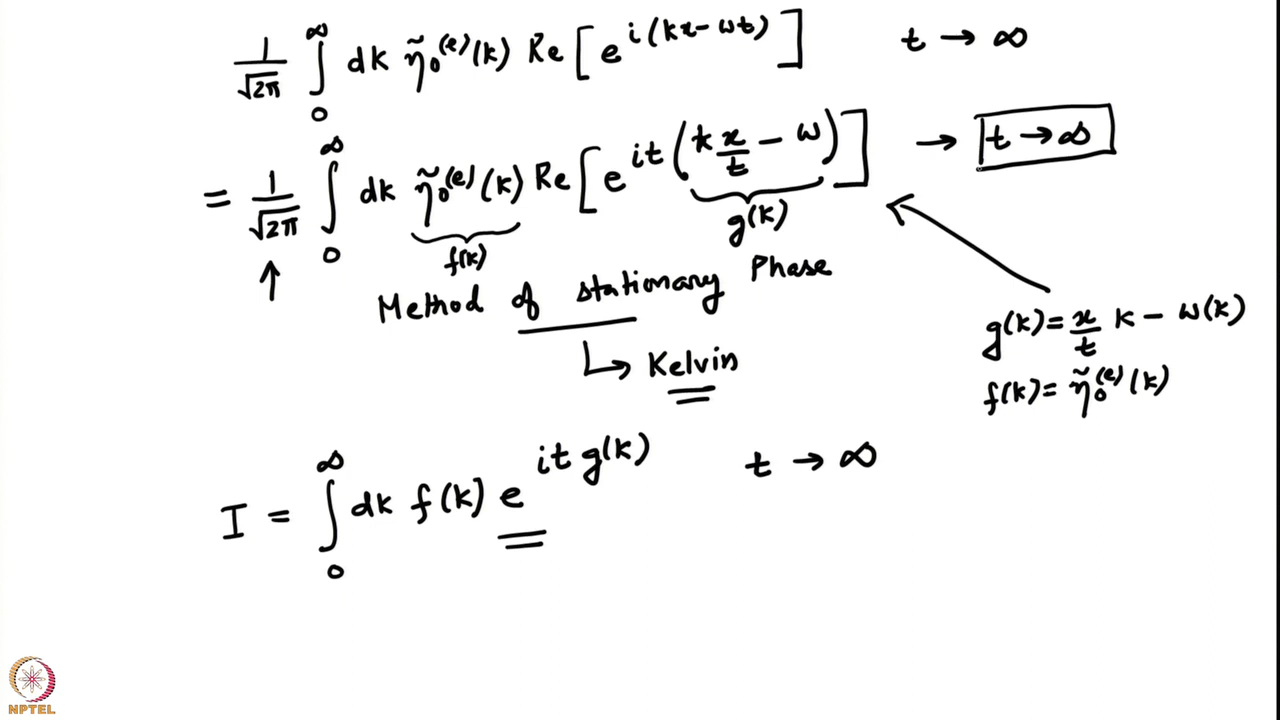 1/√2π ∫₀^∞ dk η̃₀^(e)(k) Re[e^{i(kx-ωt)}] t → ∞
= 1/√2π ∫₀^∞ dk η̃₀^(e)(k) Re[e^{it(k x/t - ω)}] → t → ∞
f(k) g(k)
Method of stationary Phase
↳ Kelvin
g(k) = x/t k - ω(k)
f(k) = η̃₀^(e)(k)
I = ∫₀^∞ dk f(k) e^{it g(k)} t → ∞
NPTEL